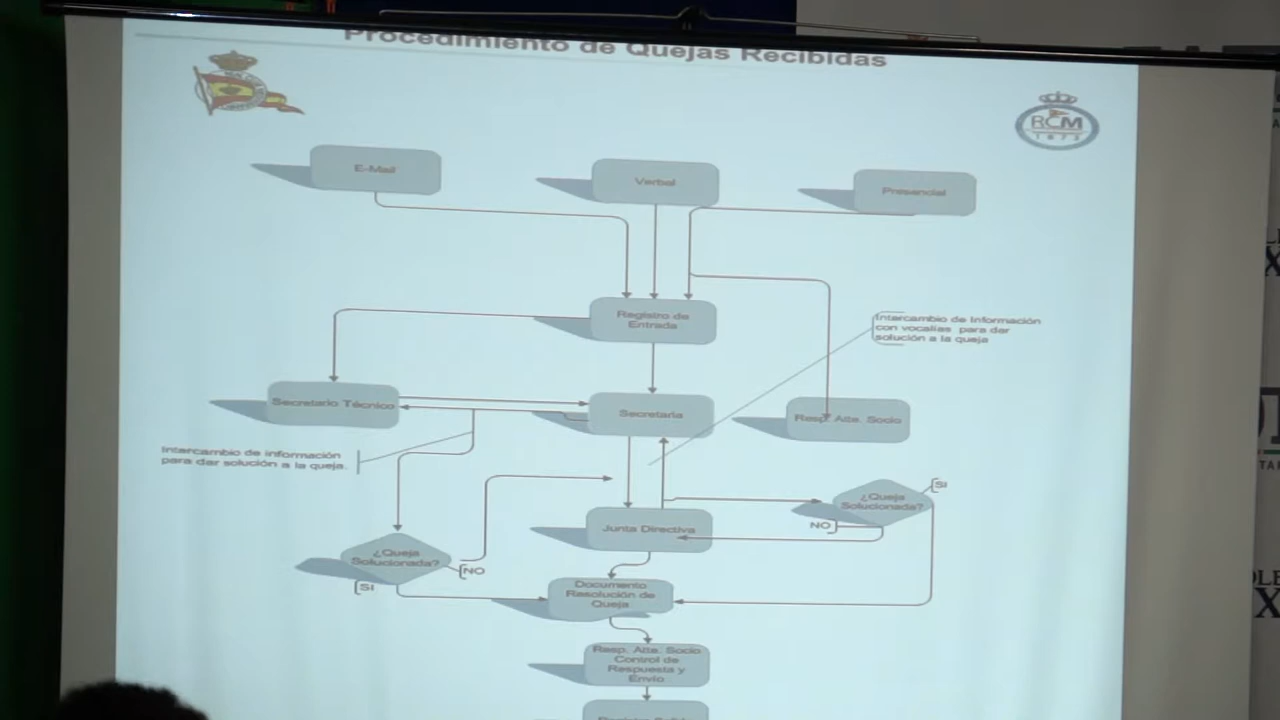 Procedimiento de Quejas Recibidas
RCM
1872
E-Mail
Verbal
Presencial
Registro de
Entrada
Intercambio de Información
con vocalías para dar
solución a la queja
Secretario Técnico
Secretaria
Resp. Atte. Socio
Intercambio de información
para dar solución a la queja.
¿Queja
Solucionada?
SI
NO
Junta Directiva
¿Queja
Solucionada?
NO
SI
Documento
Resolución de
Queja
Resp. Atte. Socio
Control de
Respuesta y
Envío